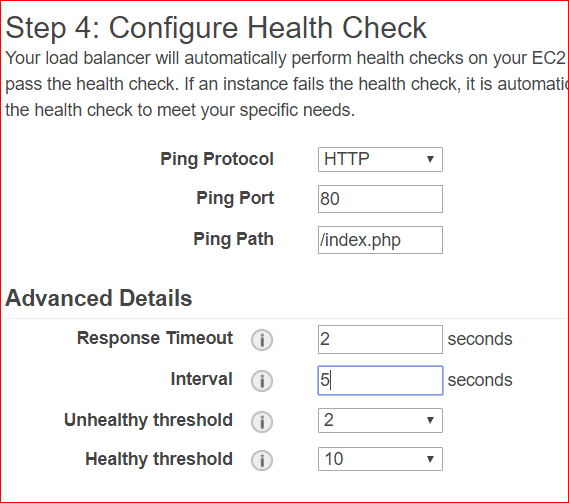 Step 4: Configure Health Check
Your load balancer will automatically perform health checks on your EC2
pass the health check. If an instance fails the health check, it is
the health check to meet your specific needs.
Ping Protocol HTTP
Ping Port 80
Ping Path /index.php
Advanced Details
Response Timeout i 2 seconds
Interval i 5 seconds
Unhealthy threshold i 2
Healthy threshold i 10